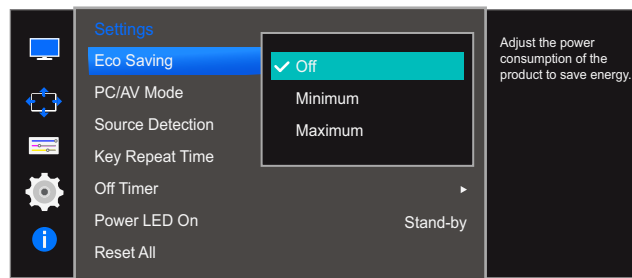 Settings
Eco Saving
Off
PC/AV Mode
Minimum
Source Detection
Maximum
Key Repeat Time
Off Timer
Power LED On Stand-by
Reset All
Adjust the power
consumption of the
product to save energy.